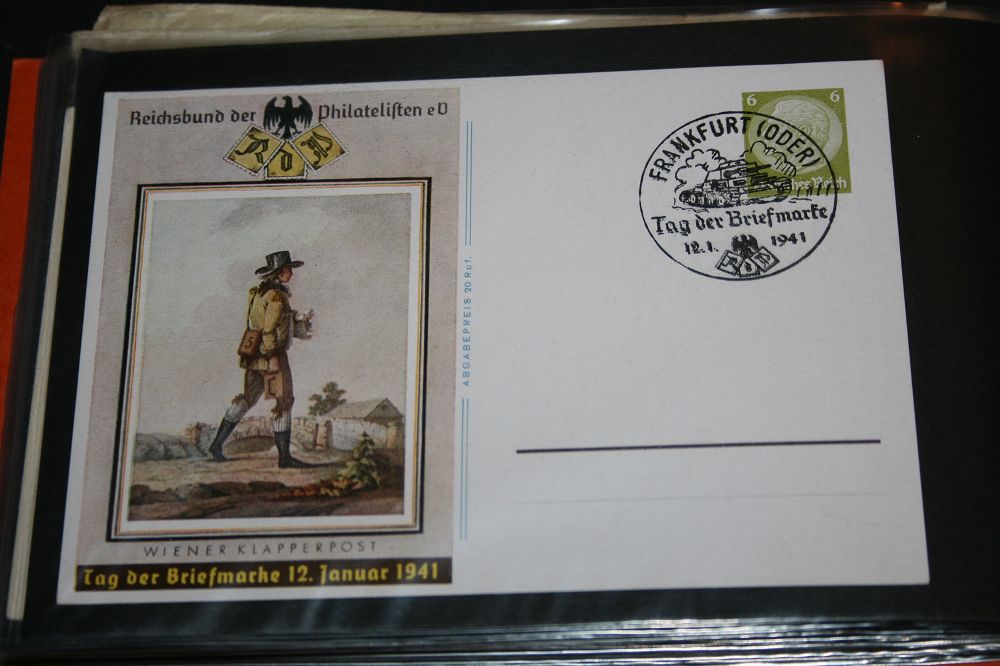 Reichsbund der Philatelisten eV
R d P
WIENER KLAPPERPOST
Tag der Briefmarke 12. Januar 1941
ABGABEPREIS 20 Rpf.
6 6
FRANKFURT (ODER)
Tag der Briefmarke
12.1. 1941
R d P
Reich